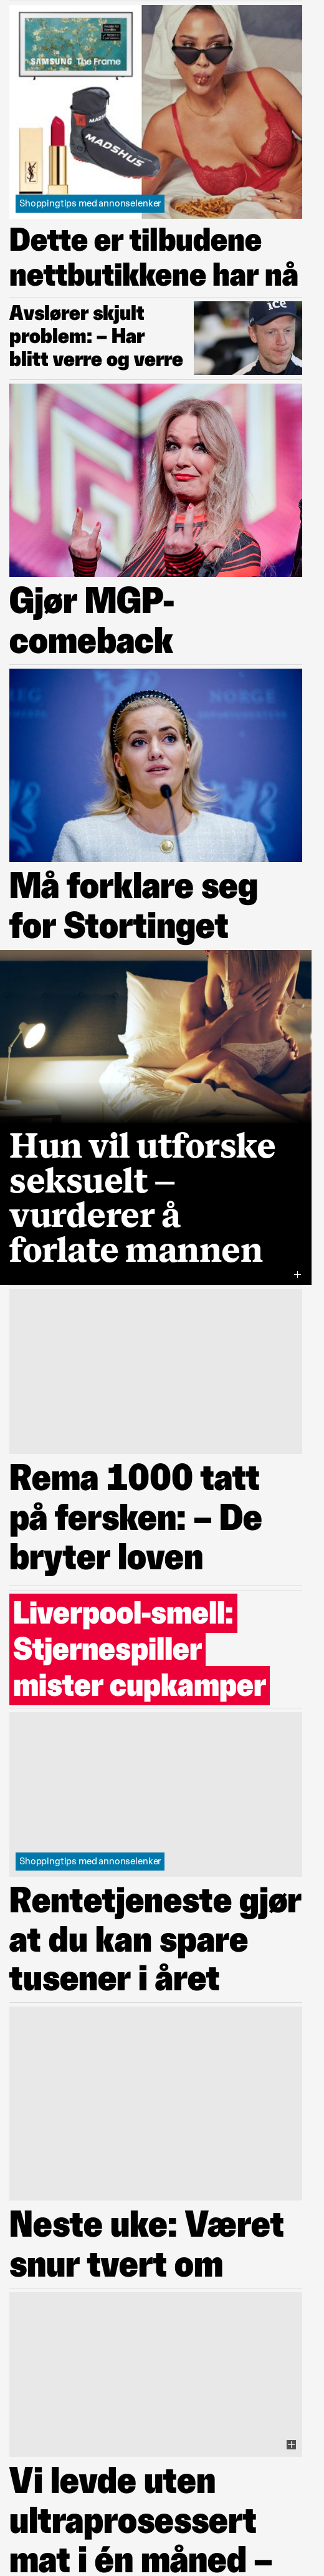 SAMSUNG The Frame
MADSHUS
YSL
Shoppingtips med annonselenker
Dette er tilbudene
nettbutikkene har nå
Avslører skjult
problem: – Har
blitt verre og verre
ice
Gjør MGP-
comeback
NORGE
Må forklare seg
for Stortinget
Hun vil utforske
seksuelt –
vurderer å
forlate mannen
Rema 1000 tatt
på fersken: – De
bryter loven
Liverpool-smell:
Stjernespiller
mister cupkamper
Shoppingtips med annonselenker
Rentetjeneste gjør
at du kan spare
tusener i året
Neste uke: Været
snur tvert om
Vi levde uten
ultraprosessert
mat i én måned –